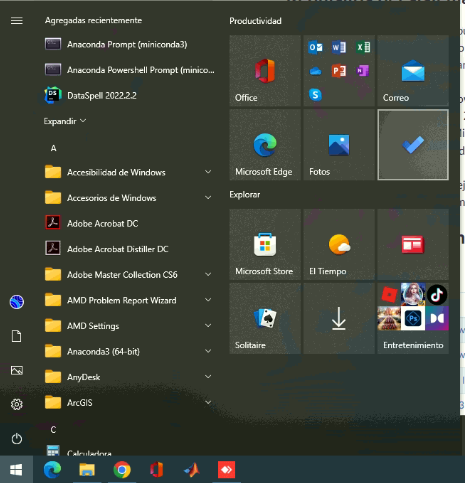 Agregadas recientemente
Anaconda Prompt (miniconda3)
Anaconda Powershell Prompt (minico...
DataSpell 2022.2.2
Expandir
A
Accesibilidad de Windows
Accesorios de Windows
Adobe Acrobat DC
Adobe Acrobat Distiller DC
Adobe Master Collection CS6
AMD Problem Report Wizard
AMD Settings
Anaconda3 (64-bit)
AnyDesk
ArcGIS
C
Calculadora
Productividad
Office
Correo
Microsoft Edge
Fotos
Explorar
Microsoft Store
El Tiempo
Solitaire
Entretenimiento